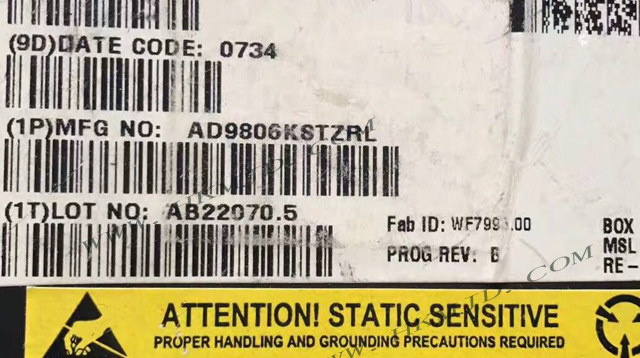 (9D)DATE CODE: 0734
(1P)MFG NO: AD9806KSTZRL
(1T)LOT NO: AB22070.5
Fab ID:
BOX
PROG REV: B
MSL
RE-
ATTENTION! STATIC SENSITIVE
PROPER HANDLING AND GROUNDING PRECAUTIONS REQUIRED